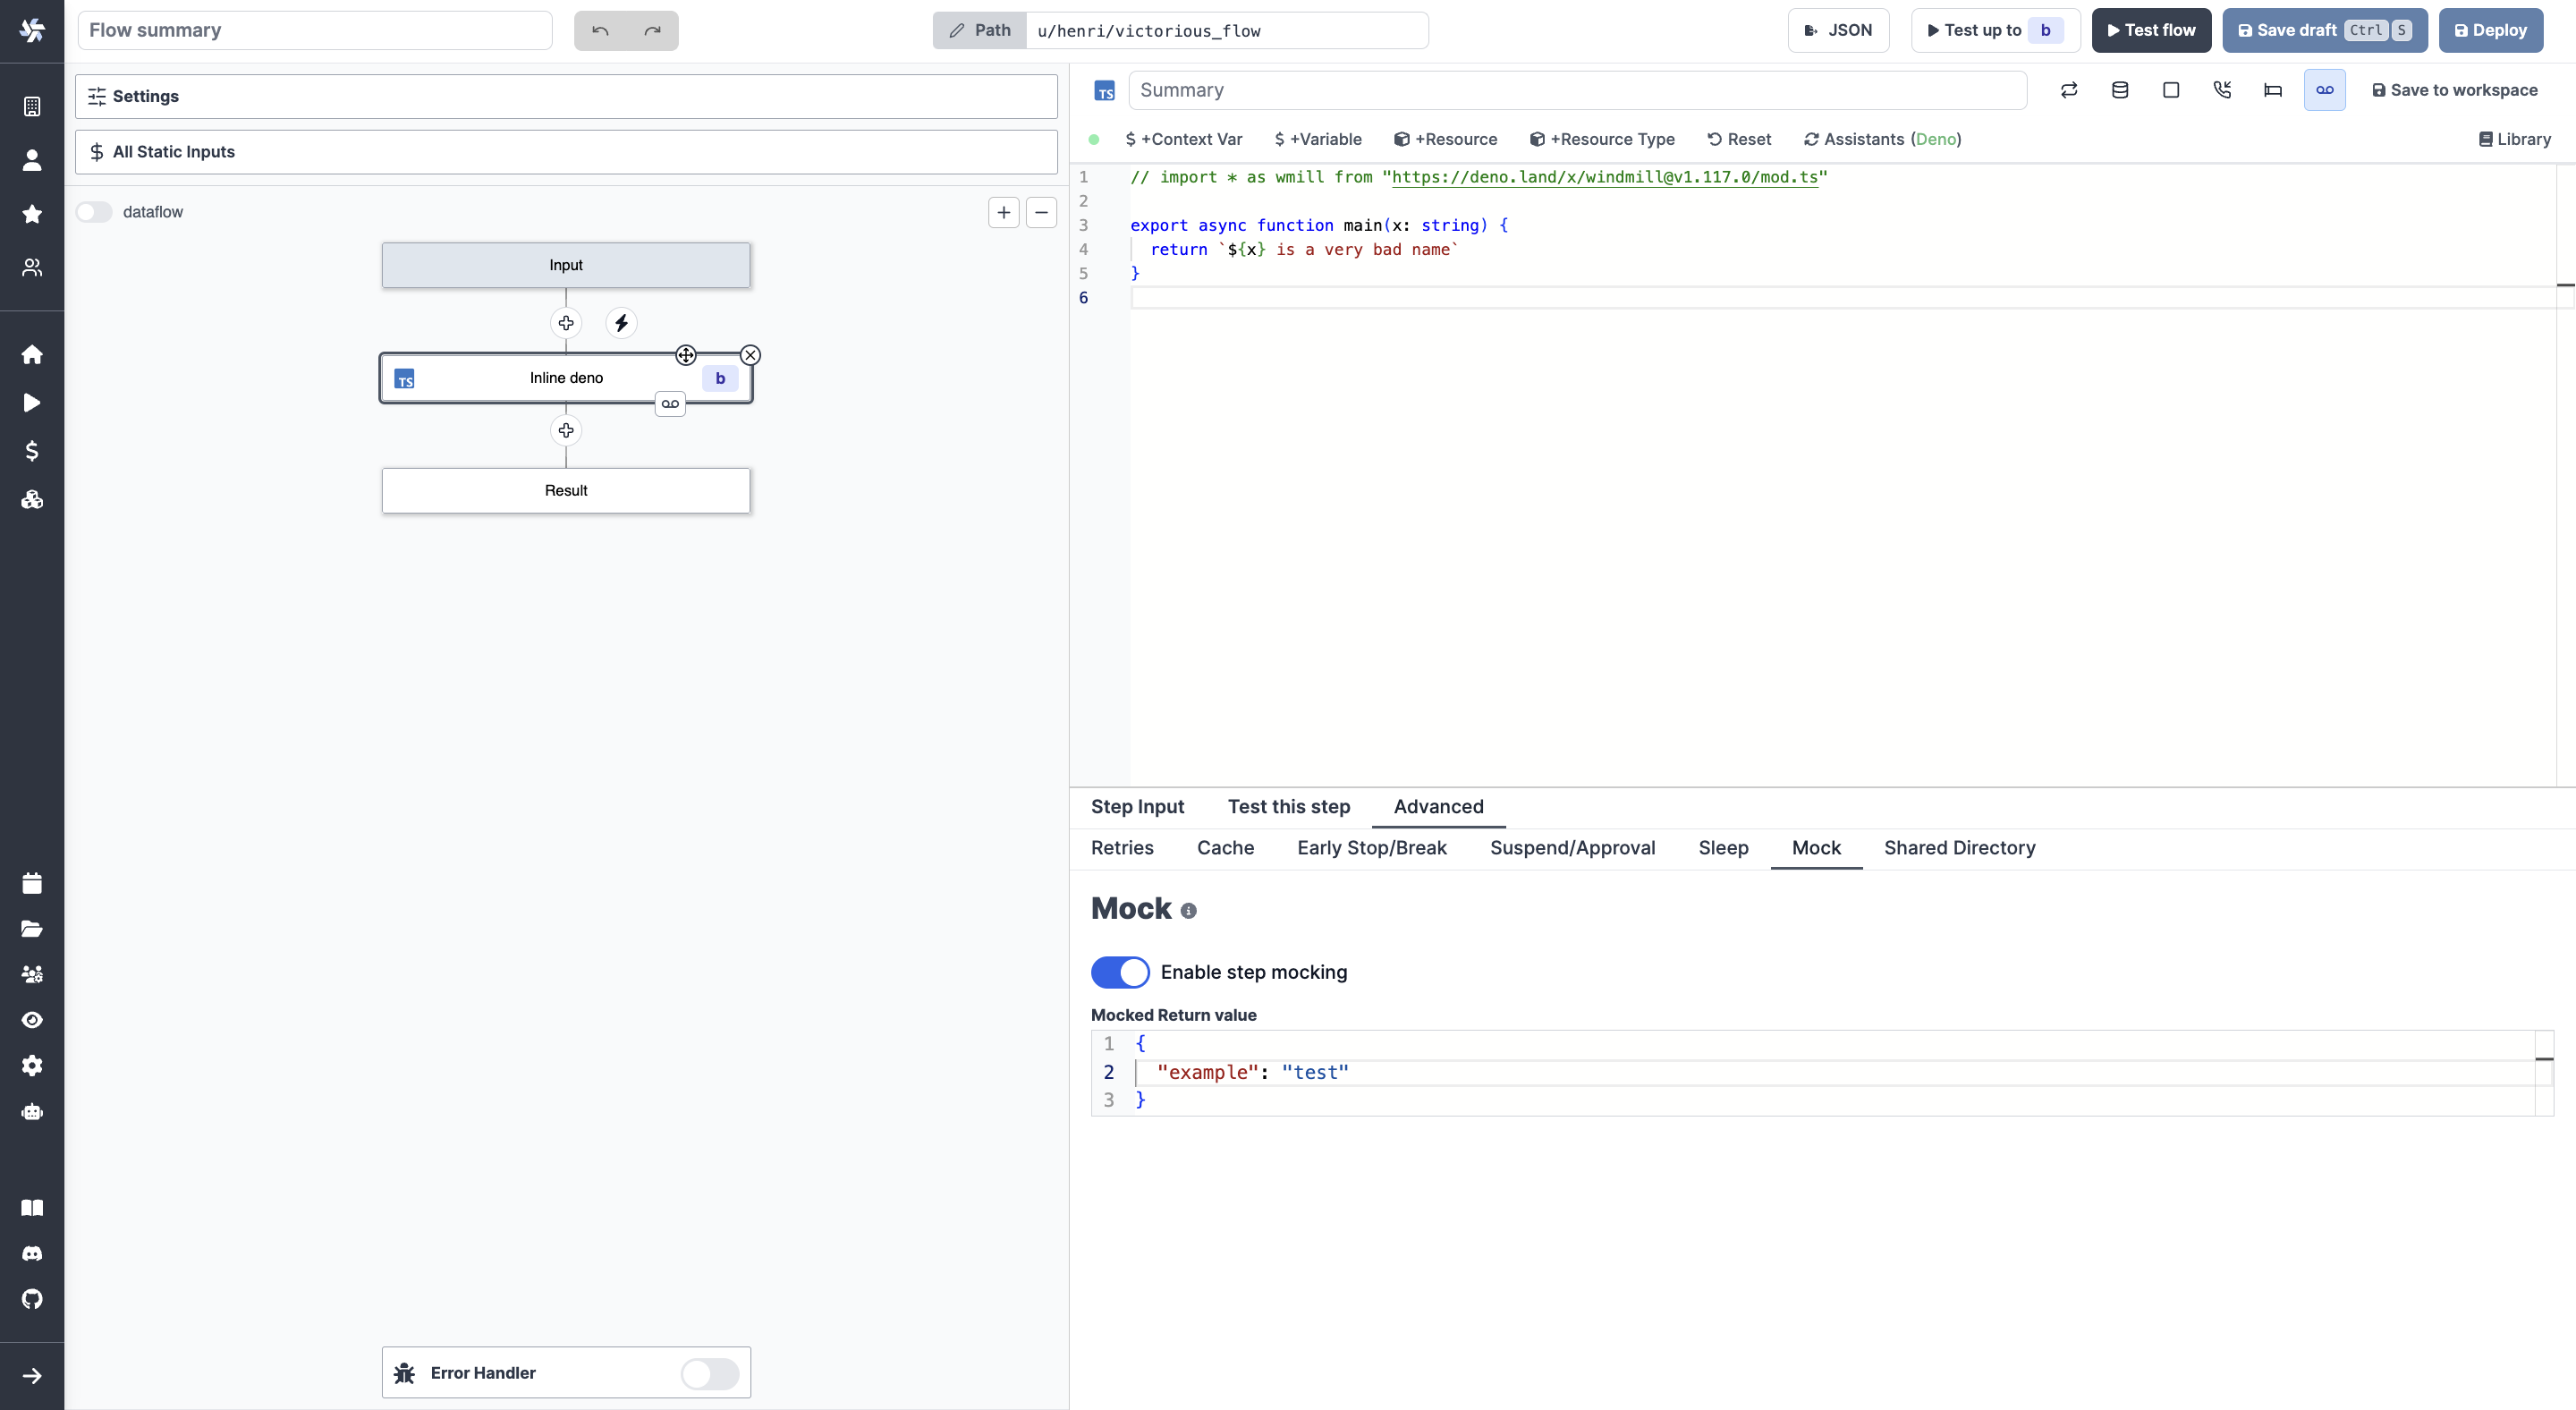 Flow summary
Path u/henri/victorious_flow
JSON
Test up to b
Test flow
Save draft Ctrl S
Deploy
Settings
All Static Inputs
dataflow
Input
TS Inline deno b
Result
Error Handler
TS Summary
Save to workspace
$ +Context Var $ +Variable +Resource +Resource Type Reset Assistants (Deno) Library
1 // import * as wmill from "https://deno.land/x/windmill@v1.117.0/mod.ts"
2
3 export async function main(x: string) {
4 return `${x} is a very bad name`
5 }
6
Step Input Test this step Advanced
Retries Cache Early Stop/Break Suspend/Approval Sleep Mock Shared Directory
Mock
Enable step mocking
Mocked Return value
1 {
2 "example": "test"
3 }